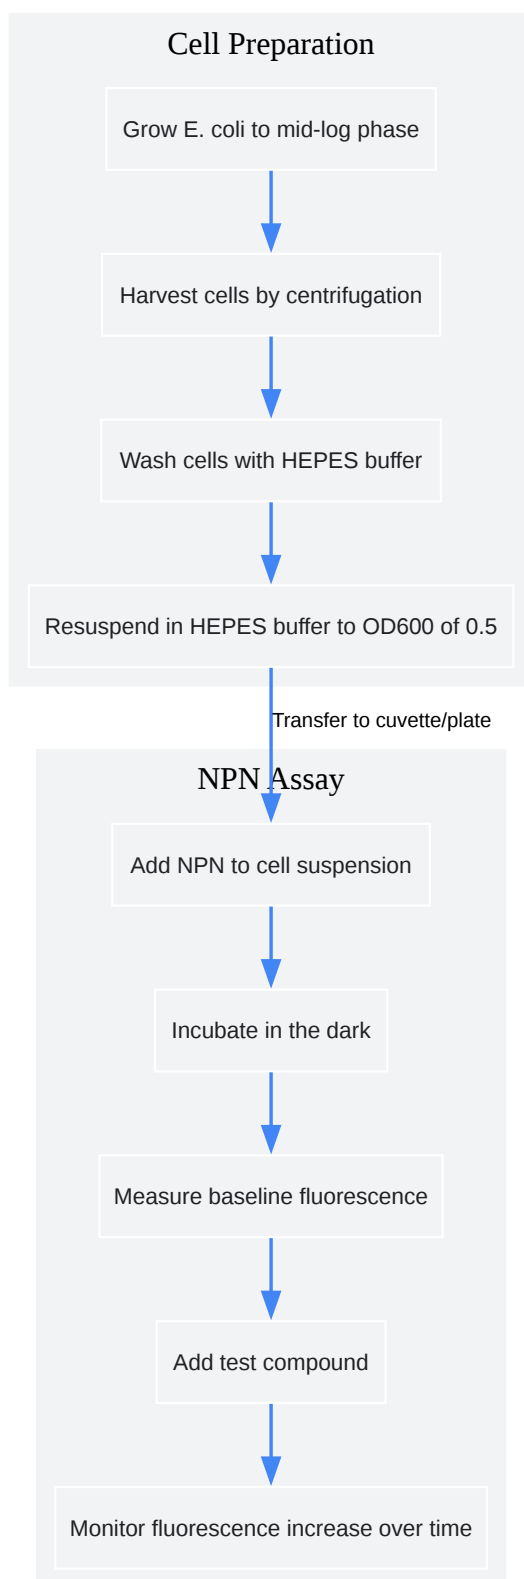 Cell Preparation
Grow E. coli to mid-log phase
Harvest cells by centrifugation
Wash cells with HEPES buffer
Resuspend in HEPES buffer to OD600 of 0.5
Transfer to cuvette/plate
NPN Assay
Add NPN to cell suspension
Incubate in the dark
Measure baseline fluorescence
Add test compound
Monitor fluorescence increase over time